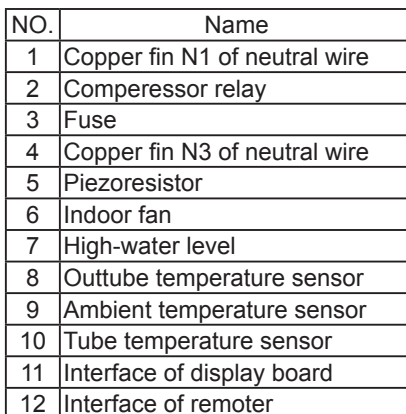 NO. Name
1 Copper fin N1 of neutral wire
2 Comperessor relay
3 Fuse
4 Copper fin N3 of neutral wire
5 Piezoresistor
6 Indoor fan
7 High-water level
8 Outtube temperature sensor
9 Ambient temperature sensor
10 Tube temperature sensor
11 Interface of display board
12 Interface of remoter